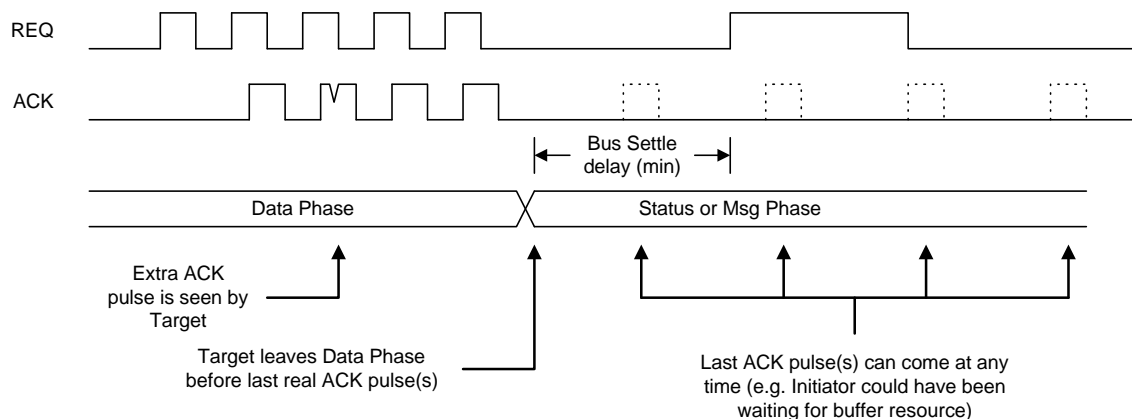 REQ
ACK
Bus Settle
delay (min)
Data Phase
Status or Msg Phase
Extra ACK
pulse is seen by
Target
Target leaves Data Phase
before last real ACK pulse(s)
Last ACK pulse(s) can come at any
time (e.g. Initiator could have been
waiting for buffer resource)